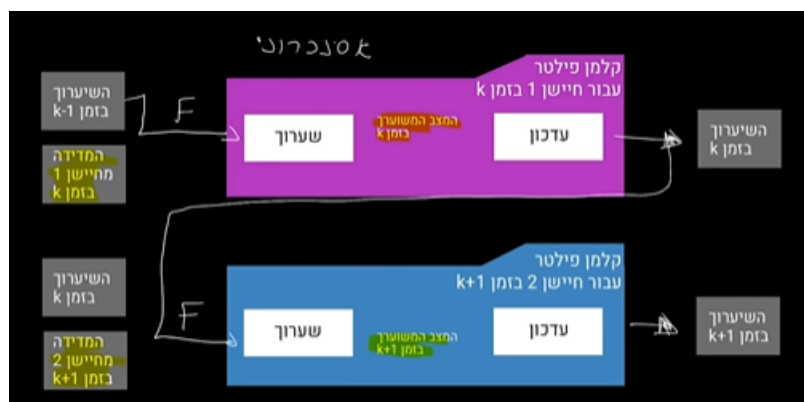 אסנכרוני
קלמן פילטר
עבור חיישן 1 בזמן k
השיערוך
בזמן k-1
F
שערוך
המצב המשוערך
בזמן k
עדכון
השיערוך
בזמן k
המדידה
מחיישן 1
בזמן k
קלמן פילטר
עבור חיישן 2 בזמן k+1
השיערוך
בזמן k
F
שערוך
המצב המשוערך
בזמן k+1
עדכון
השיערוך
בזמן k+1
המדידה
מחיישן 2
בזמן k+1